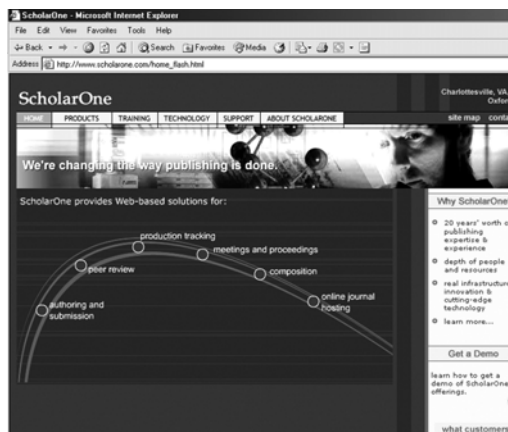 ScholarOne - Microsoft Internet Explorer
File Edit View Favorites Tools Help
Back Search Favorites Media
Address http://www.scholarone.com/home_flash.html
ScholarOne
Charlottesville, VA,
Oxfor
HOME PRODUCTS TRAINING TECHNOLOGY SUPPORT ABOUT SCHOLARONE site map conta
We're changing the way publishing is done.
ScholarOne provides Web-based solutions for:
production tracking
meetings and proceedings
peer review
composition
online journal
hosting
authoring and
submission
Why ScholarOne
20 years' worth o
publishing
expertise &
experience
depth of people
and resources
real infrastructure
innovation &
cutting-edge
technology
learn more...
Get a Demo
learn how to get a
demo of ScholarOne
offerings.
what customers